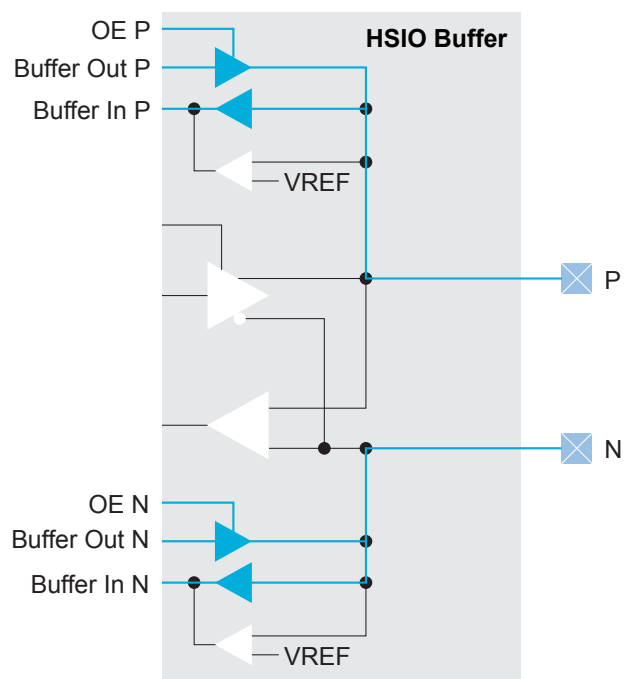 OE P
HSIO Buffer
Buffer Out P
Buffer In P
VREF
P
N
OE N
Buffer Out N
Buffer In N
VREF